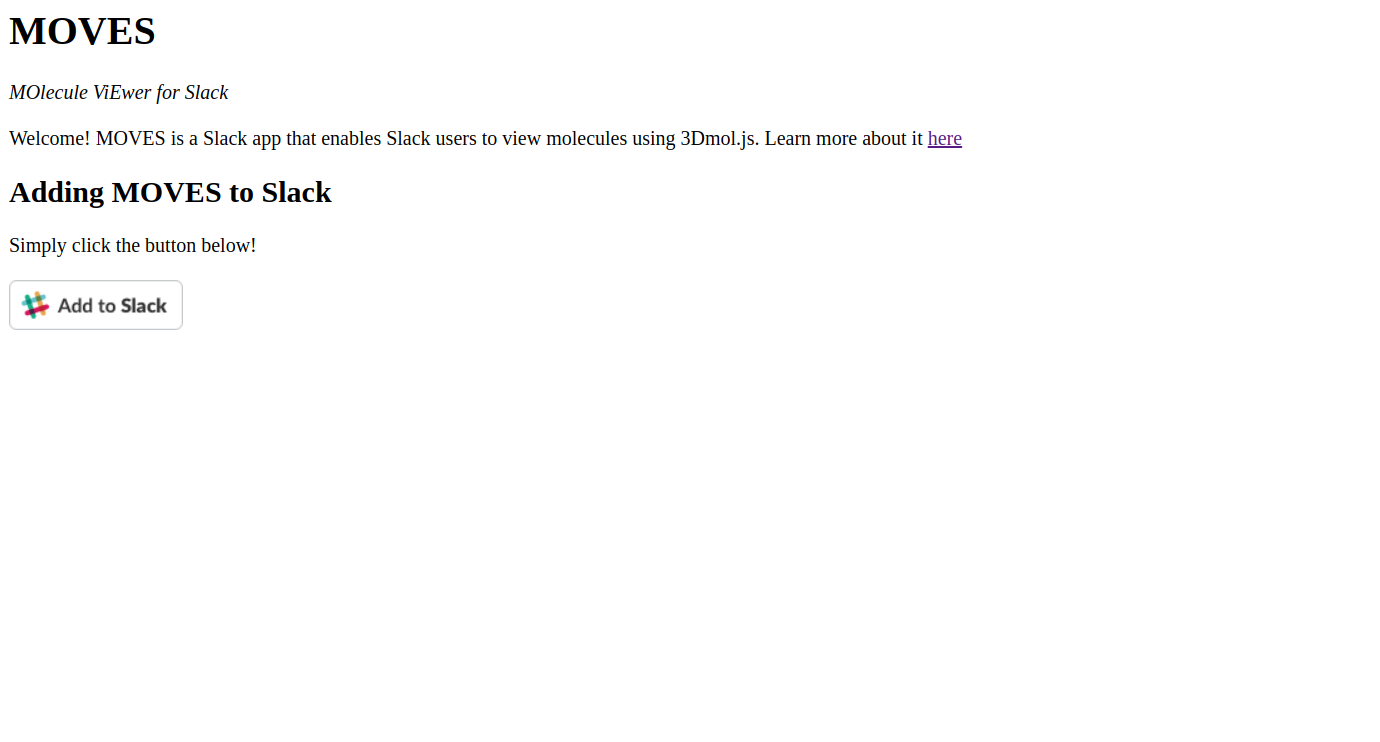 MOVES
MOlecule ViEwer for Slack
Welcome! MOVES is a Slack app that enables Slack users to view molecules using 3Dmol.js. Learn more about it here
Adding MOVES to Slack
Simply click the button below!
Add to Slack